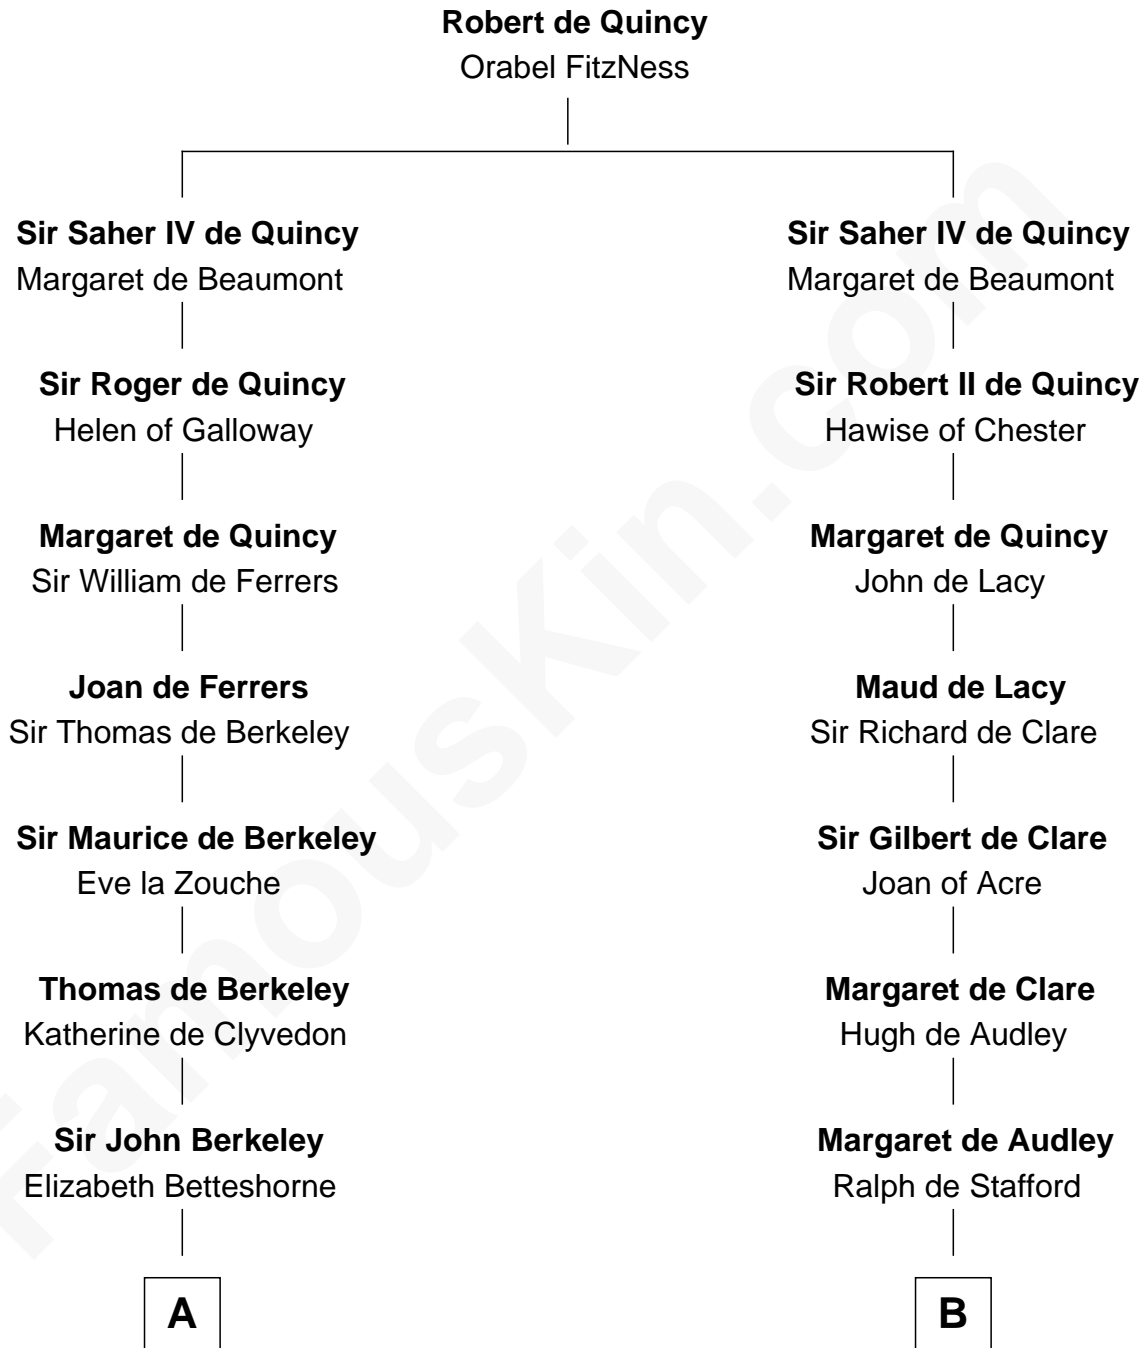 Robert de Quincy
Orabel FitzNess
Sir Saher IV de Quincy
Margaret de Beaumont
Sir Saher IV de Quincy
Margaret de Beaumont
Sir Roger de Quincy
Helen of Galloway
Sir Robert II de Quincy
Hawise of Chester
Margaret de Quincy
Sir William de Ferrers
Margaret de Quincy
John de Lacy
Joan de Ferrers
Sir Thomas de Berkeley
Maud de Lacy
Sir Richard de Clare
Sir Maurice de Berkeley
Eve la Zouche
Sir Gilbert de Clare
Joan of Acre
Thomas de Berkeley
Katherine de Clyvedon
Margaret de Clare
Hugh de Audley
Sir John Berkeley
Elizabeth Betteshorne
Margaret de Audley
Ralph de Stafford
A
B
FamousKin.com